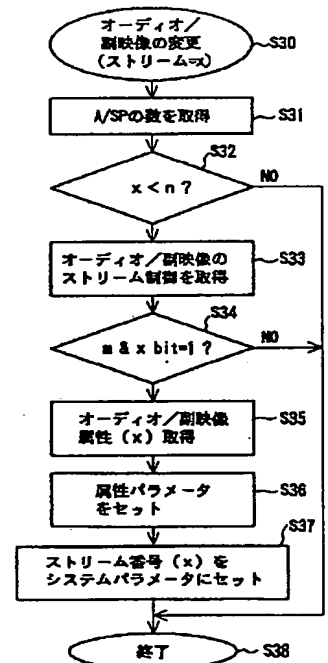 オーディオ／
副映像の変更
(ストリーム=x)
S30
A/SPの数を取得
S31
S32
x < n ?
NO
オーディオ／副映像の
ストリーム制御を取得
S33
S34
m & x bit=1 ?
NO
オーディオ／副映像
属性（x）取得
S35
属性パラメータ
をセット
S36
S37
ストリーム番号（x）を
システムパラメータにセット
終了
S38